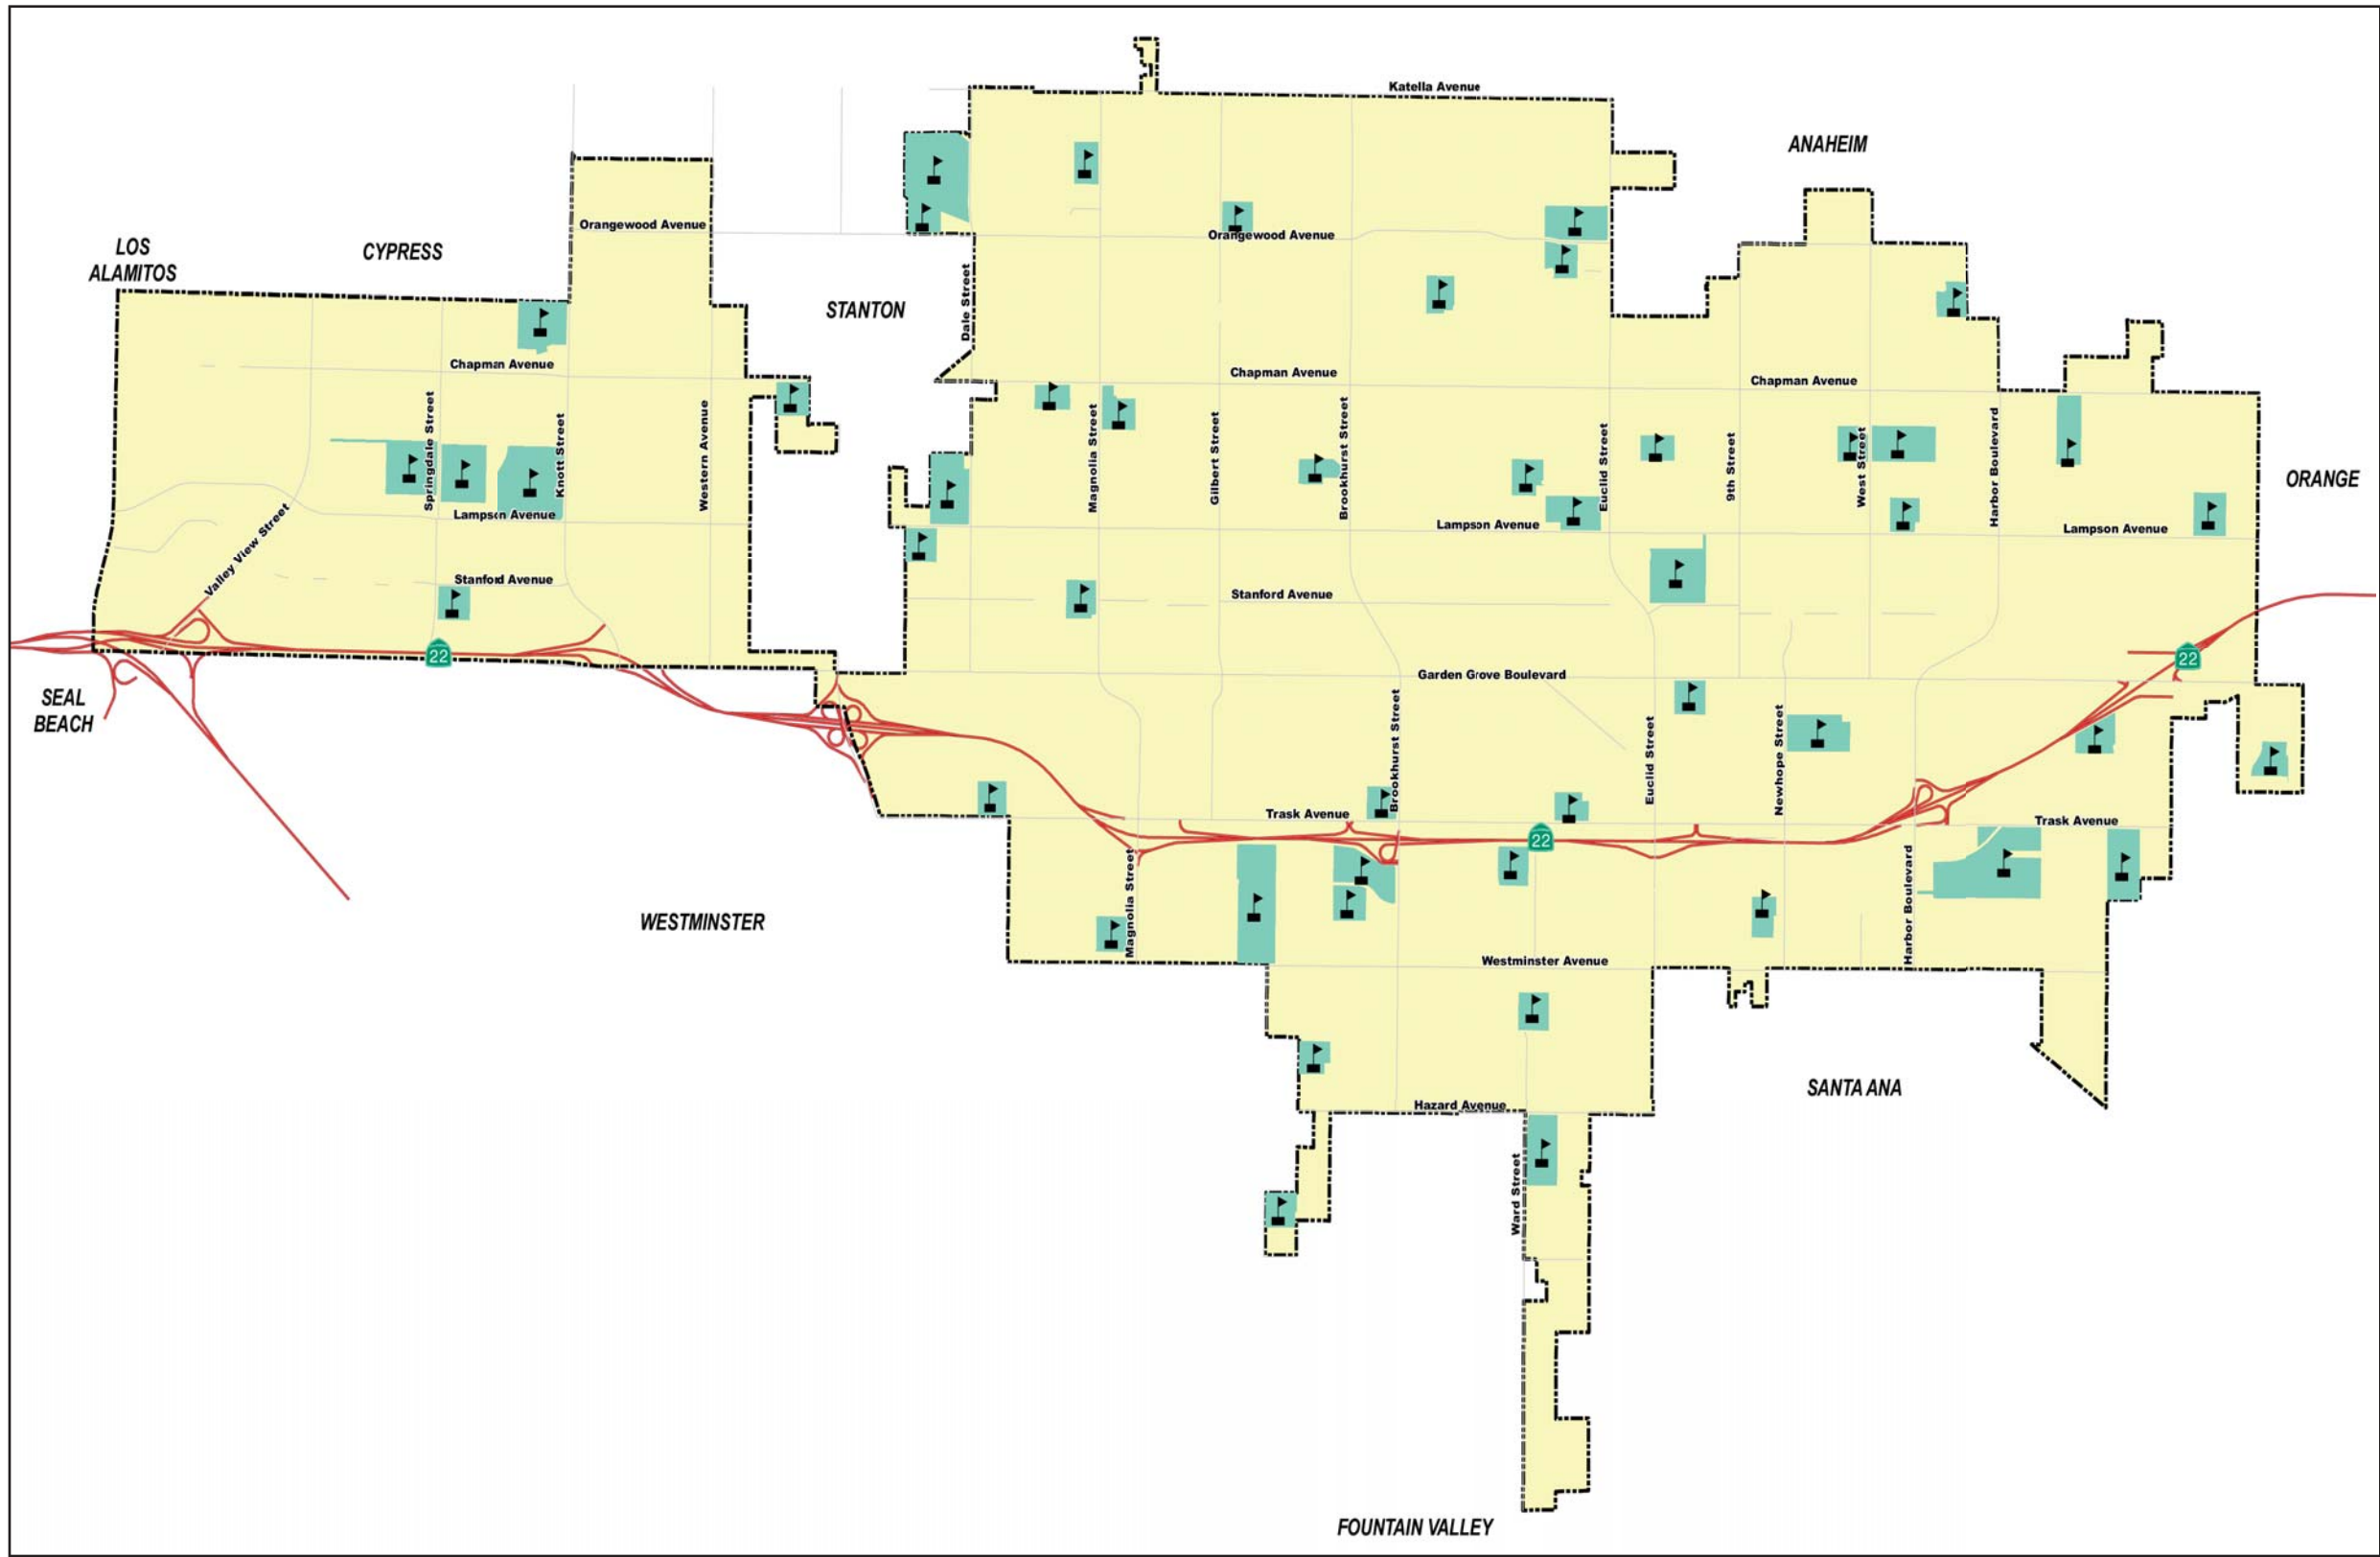 Katella Avenue
ANAHEIM
Orangewood Avenue
Orangewood Avenue
LOS
ALAMITOS
CYPRESS
STANTON
Dale Street
Chapman Avenue
Chapman Avenue
Chapman Avenue
Springdale Street
Knott Street
Western Avenue
Magnolia Street
Gilbert Street
Brookhurst Street
Euclid Street
9th Street
West Street
Harbor Boulevard
ORANGE
Lampson Avenue
Lampson Avenue
Lampson Avenue
Valley View Street
Stanford Avenue
Stanford Avenue
22
22
Garden Grove Boulevard
SEAL
BEACH
Brookhurst Street
Euclid Street
Newhope Street
Trask Avenue
Trask Avenue
22
Magnolia Street
Harbor Boulevard
WESTMINSTER
Westminster Avenue
SANTA ANA
Hazard Avenue
Ward Street
FOUNTAIN VALLEY